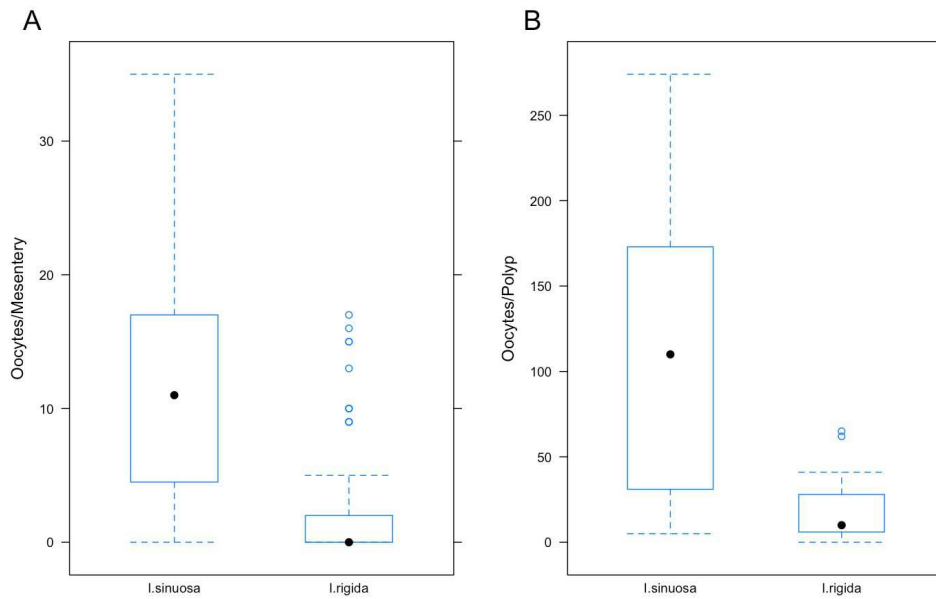 A
Oocytes/Mesentery
30
20
10
0
I.sinuosa
I.rigida
B
Oocytes/Polyp
250
200
150
100
50
0
I.sinuosa
I.rigida